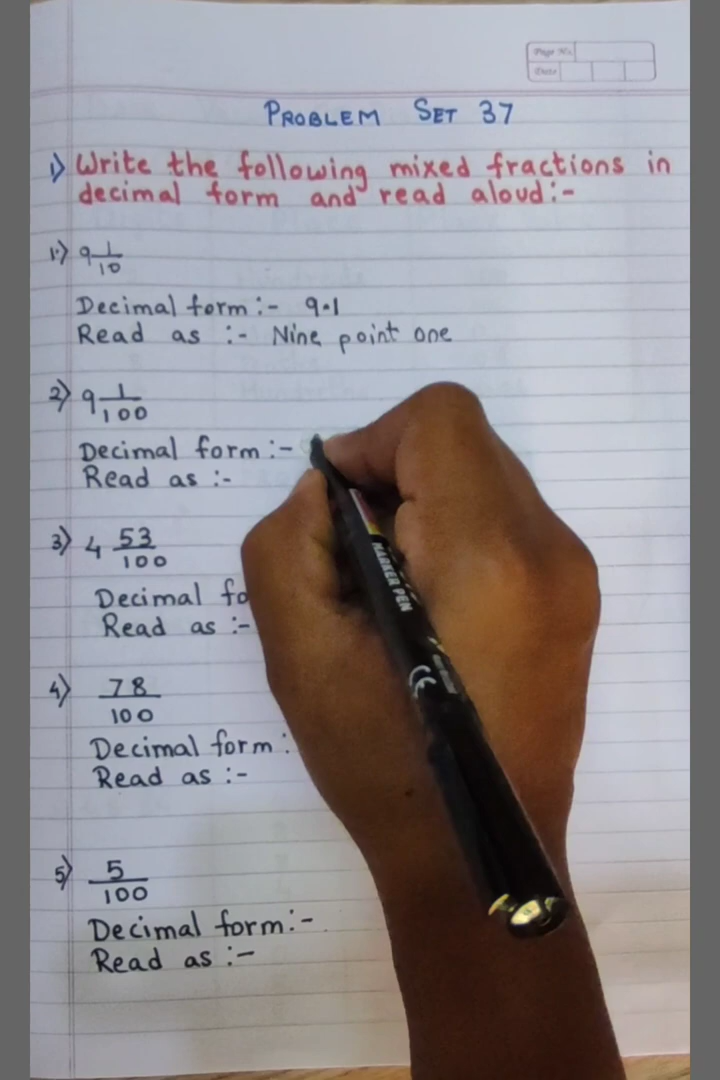 Page No.
Date
PROBLEM SET 37
1) Write the following mixed fractions in
decimal form and read aloud:-
1.) 9 1/10
Decimal form :- 9.1
Read as :- Nine point one
2) 9 1/100
Decimal form :-
Read as :-
3) 4 53/100
Decimal fo
Read as :-
4) 78/100
Decimal form :
Read as :-
5) 5/100
Decimal form :-
Read as :-
MARKER PEN
CE